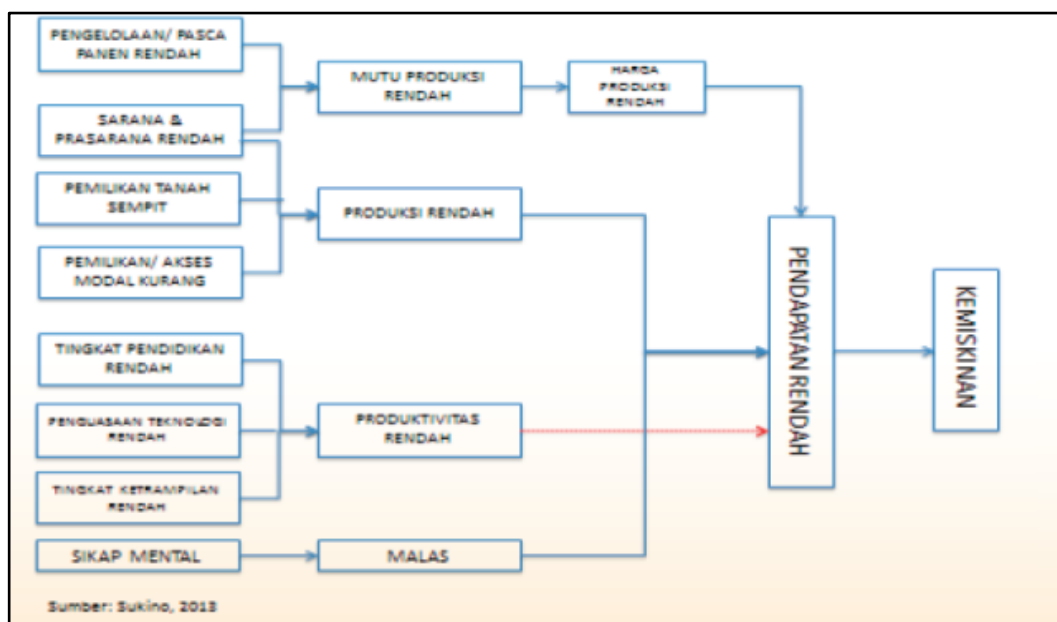 PENGELOLAAN/ PASCA
PANEN RENDAH
SARANA &
PRASARANA RENDAH
PEMILIKAN TANAH
SEMPIT
PEMILIKAN/ AKSES
MODAL KURANG
TINGKAT PENDIDIKAN
RENDAH
PENGUASAAN TEKNOLOGI
RENDAH
TINGKAT KETRAMPILAN
RENDAH
SIKAP MENTAL
MUTU PRODUKSI
RENDAH
PRODUKSI RENDAH
PRODUKTIVITAS
RENDAH
MALAS
HARGA
PRODUKSI
RENDAH
PENDAPATAN RENDAH
KEMISKINAN
Sumber: Sukino, 2013